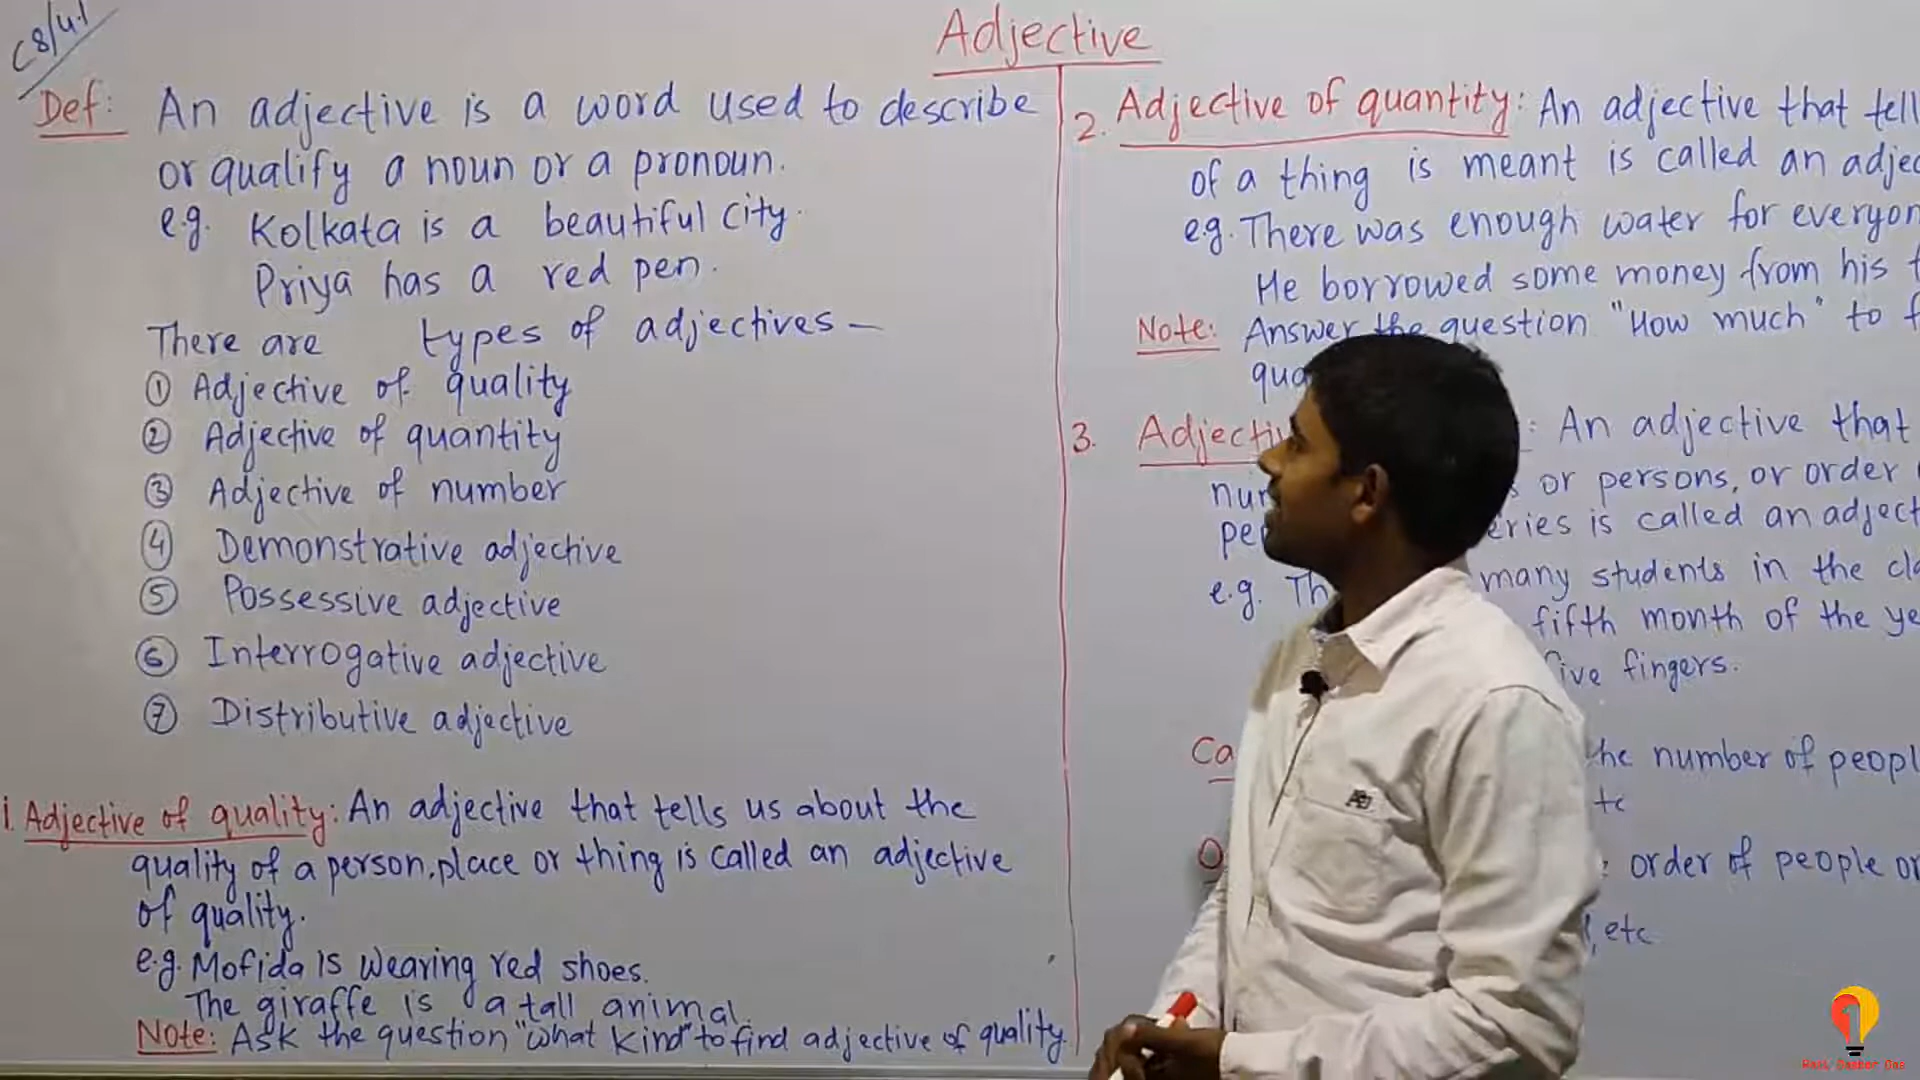 C8/4.1
Adjective
Def: An adjective is a word used to describe
or qualify a noun or a pronoun.
e.g. Kolkata is a beautiful city.
Priya has a red pen.
There are types of adjectives –
① Adjective of quality
② Adjective of quantity
③ Adjective of number
④ Demonstrative adjective
⑤ Possessive adjective
⑥ Interrogative adjective
⑦ Distributive adjective
1. Adjective of quality: An adjective that tells us about the
quality of a person, place or thing is called an adjective
of quality.
e.g. Mofida is wearing red shoes.
The giraffe is a tall animal.
Note: Ask the question "what kind" to find adjective of quality.
2. Adjective of quantity: An adjective that tell
of a thing is meant is called an adjec
e.g. There was enough water for everyon
He borrowed some money from his
Note: Answer the question "How much" to
3. : An adjective that
or persons, or order
is called an adject
e.g. many students in the cla
fifth month of the ye
five fingers.
the number of peopl
etc
: order of people or
, etc